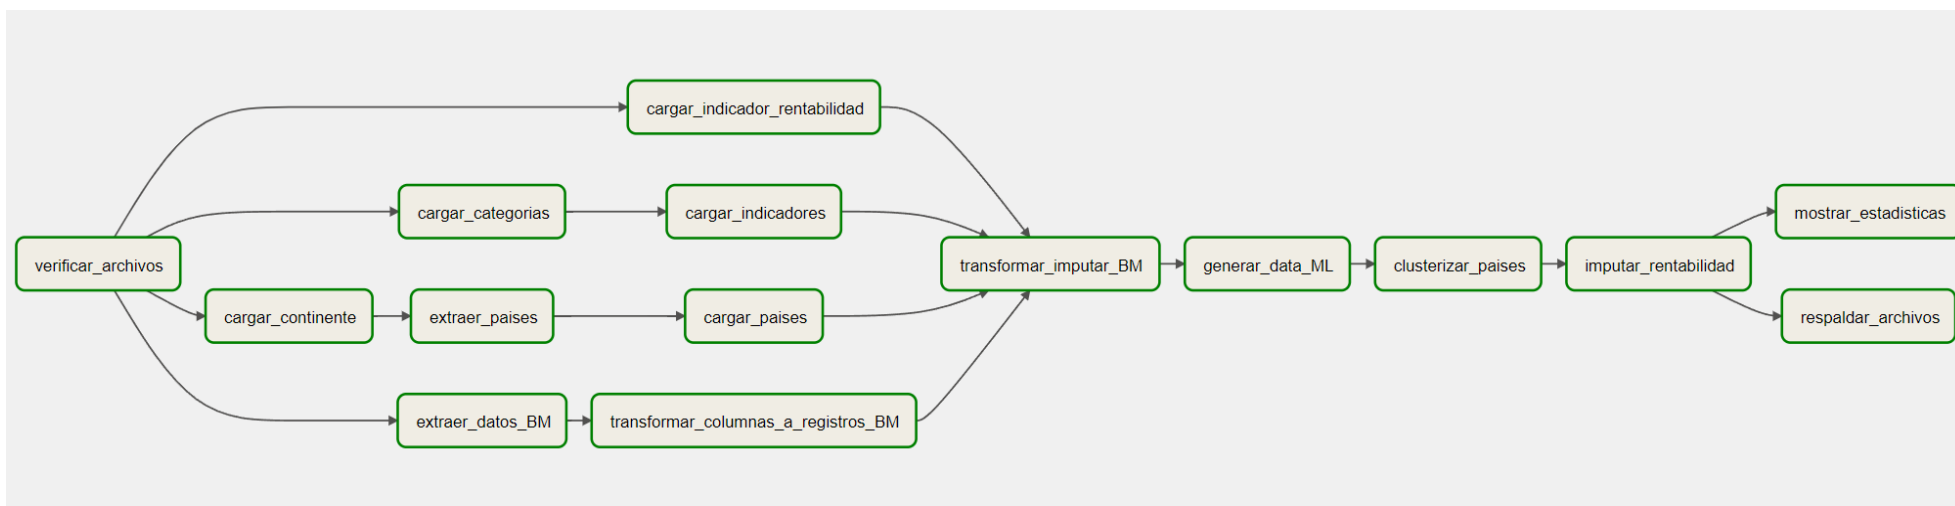 cargar_indicador_rentabilidad
cargar_categorias
cargar_indicadores
mostrar_estadisticas
verificar_archivos
transformar_imputar_BM
generar_data_ML
clusterizar_paises
imputar_rentabilidad
cargar_continente
extraer_paises
cargar_paises
respaldar_archivos
extraer_datos_BM
transformar_columnas_a_registros_BM